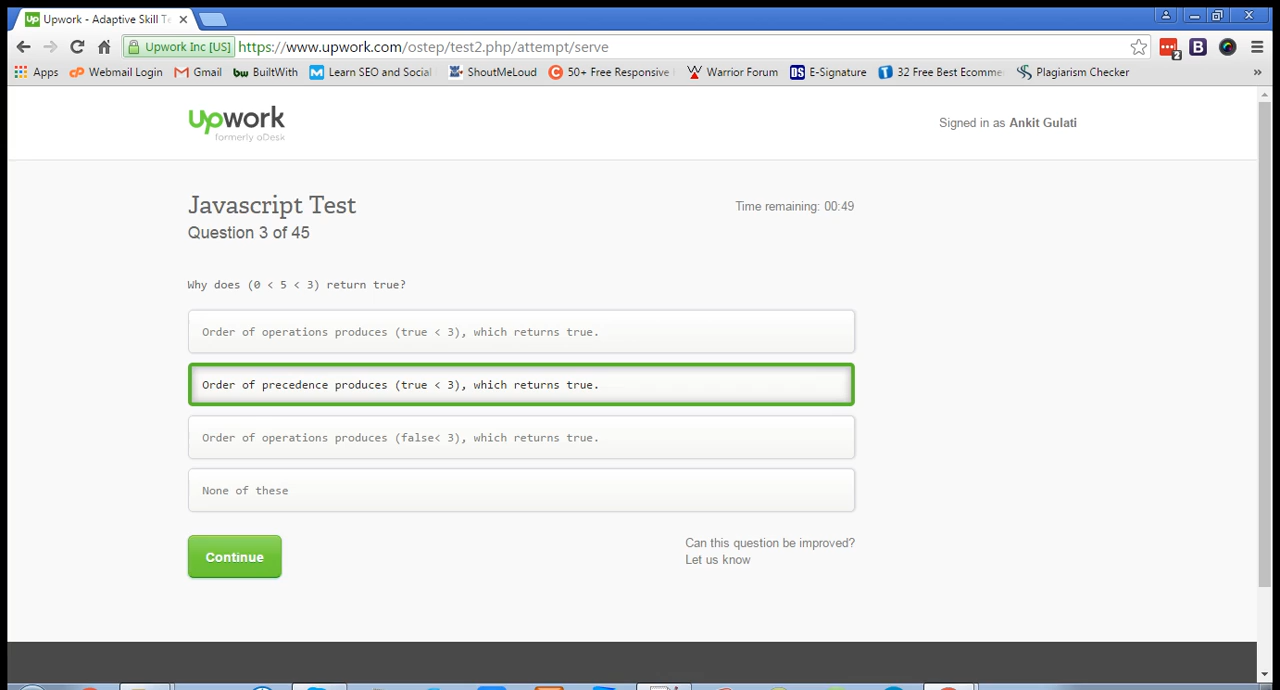 Upwork - Adaptive Skill Te
Upwork Inc [US] https://www.upwork.com/ostep/test2.php/attempt/serve
2 B
Apps cP Webmail Login Gmail bw BuiltWith Learn SEO and Social ShoutMeLoud 50+ Free Responsive Warrior Forum DS E-Signature 32 Free Best Ecomme Plagiarism Checker »
upwork
formerly oDesk
Signed in as Ankit Gulati
Javascript Test
Time remaining: 00:49
Question 3 of 45
Why does (0 < 5 < 3) return true?
Order of operations produces (true < 3), which returns true.
Order of precedence produces (true < 3), which returns true.
Order of operations produces (false< 3), which returns true.
None of these
Continue
Can this question be improved?
Let us know